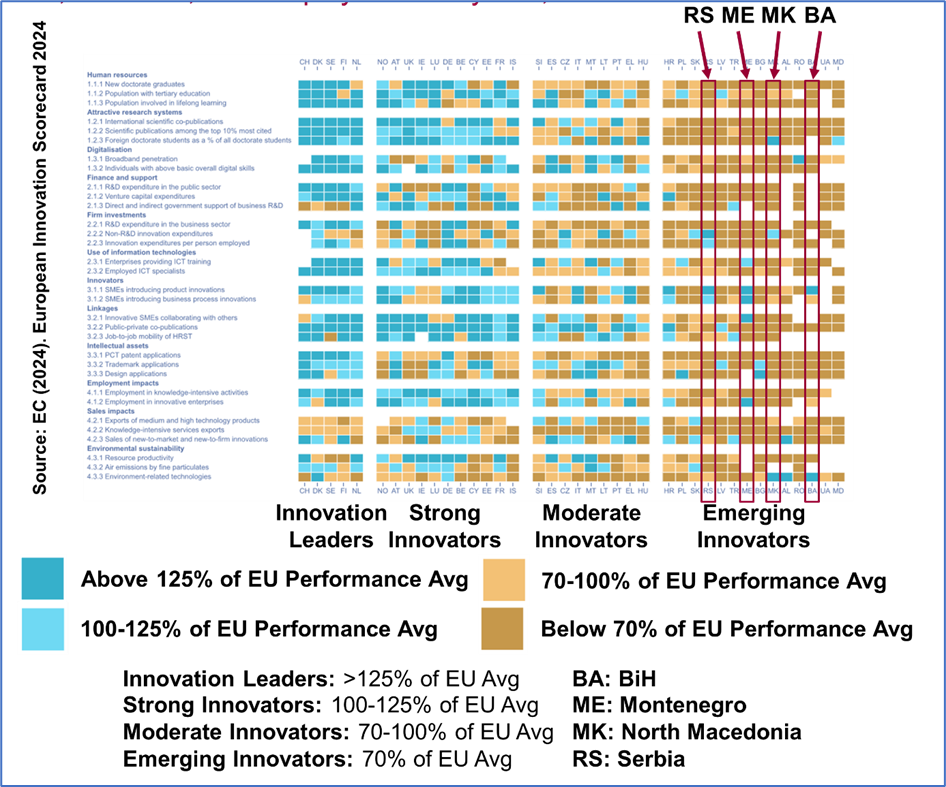 RS ME MK BA
Source: EC (2024). European Innovation Scorecard 2024
CH DK SE FI NL NO AT UK IE LU DE BE CY EE FR IS SI ES CZ IT MT LT PT EL HU HR PL SK RS LV TR ME BG MK AL RO BA UA MD
Human resources
1.1.1 New doctorate graduates
1.1.2 Population with tertiary education
1.1.3 Population involved in lifelong learning
Attractive research systems
1.2.1 International scientific co-publications
1.2.2 Scientific publications among the top 10% most cited
1.2.3 Foreign doctorate students as a % of all doctorate students
Digitalisation
1.3.1 Broadband penetration
1.3.2 Individuals with above basic overall digital skills
Finance and support
2.1.1 R&D expenditure in the public sector
2.1.2 Venture capital expenditures
2.1.3 Direct and indirect government support of business R&D
Firm investments
2.2.1 R&D expenditure in the business sector
2.2.2 Non-R&D innovation expenditures
2.2.3 Innovation expenditures per person employed
Use of information technologies
2.3.1 Enterprises providing ICT training
2.3.2 Employed ICT specialists
Innovators
3.1.1 SMEs introducing product innovations
3.1.2 SMEs introducing business process innovations
Linkages
3.2.1 Innovative SMEs collaborating with others
3.2.2 Public-private co-publications
3.2.3 Job-to-job mobility of HRST
Intellectual assets
3.3.1 PCT patent applications
3.3.2 Trademark applications
3.3.3 Design applications
Employment impacts
4.1.1 Employment in knowledge-intensive activities
4.1.2 Employment in innovative enterprises
Sales impacts
4.2.1 Exports of medium and high technology products
4.2.2 Knowledge-intensive services exports
4.2.3 Sales of new-to-market and new-to-firm innovations
Environmental sustainability
4.3.1 Resource productivity
4.3.2 Air emissions by fine particulates
4.3.3 Environment-related technologies
CH DK SE FI NL NO AT UK IE LU DE BE CY EE FR IS SI ES CZ IT MT LT PT EL HU HR PL SK RS LV TR ME BG MK AL RO BA UA MD
Innovation Strong Moderate Emerging
Leaders Innovators Innovators Innovators
Above 125% of EU Performance Avg 70-100% of EU Performance Avg
100-125% of EU Performance Avg Below 70% of EU Performance Avg
Innovation Leaders: >125% of EU Avg BA: BiH
Strong Innovators: 100-125% of EU Avg ME: Montenegro
Moderate Innovators: 70-100% of EU Avg MK: North Macedonia
Emerging Innovators: 70% of EU Avg RS: Serbia